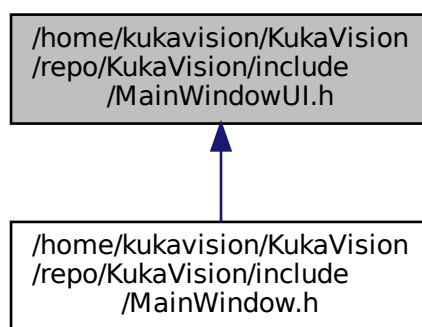 /home/kukavision/KukaVision
/repo/KukaVision/include
/MainWindowUI.h
/home/kukavision/KukaVision
/repo/KukaVision/include
/MainWindow.h